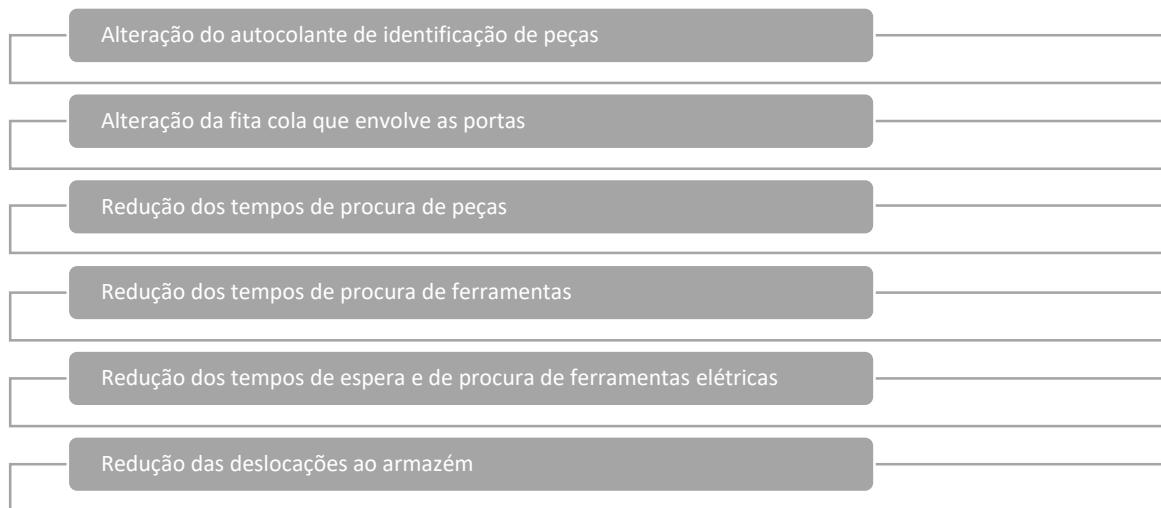 Alteração do autocolante de identificação de peças
Alteração da fita cola que envolve as portas
Redução dos tempos de procura de peças
Redução dos tempos de procura de ferramentas
Redução dos tempos de espera e de procura de ferramentas elétricas
Redução das deslocações ao armazém